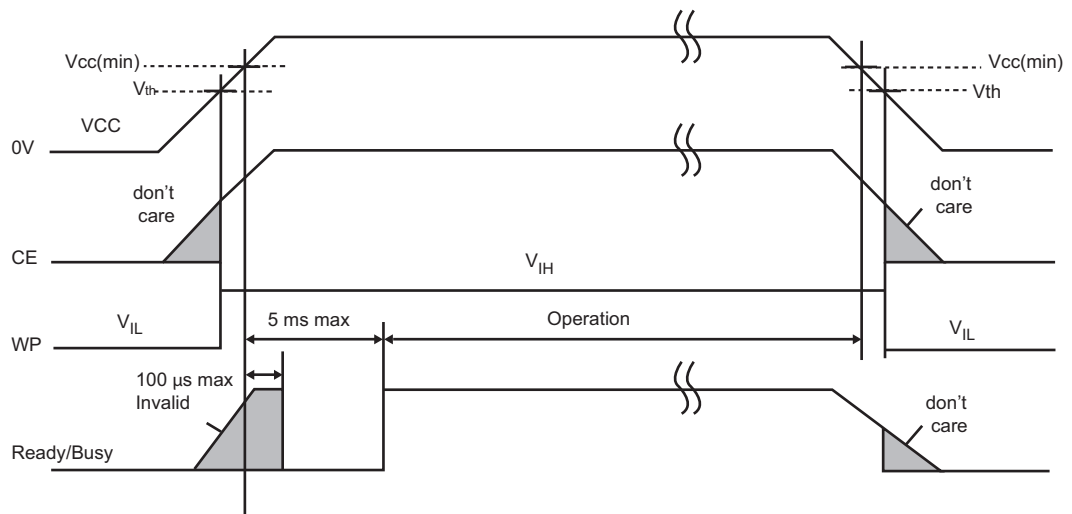 Vcc(min)
Vcc(min)
Vth
Vth
VCC
0V
don't
care
don't
care
CE
VIH
VIL
5 ms max
Operation
VIL
WP
100 µs max
Invalid
don't
care
Ready/Busy